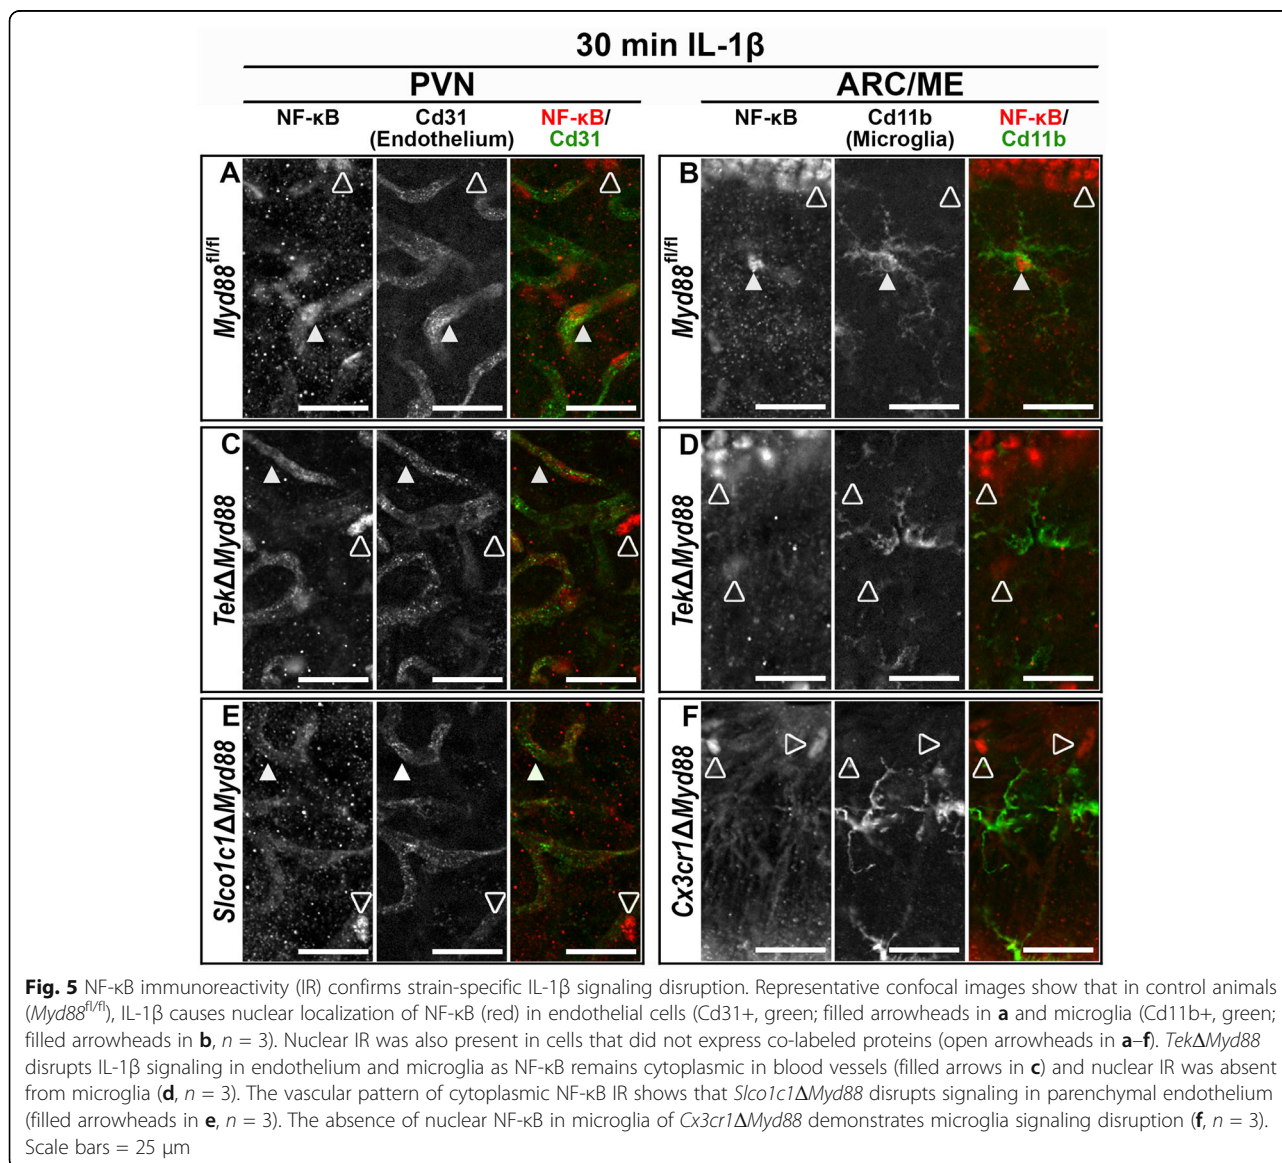 30 min IL-1β
PVN
ARC/ME
NF-κB
Cd31
(Endothelium)
NF-κB/
Cd31
NF-κB
Cd11b
(Microglia)
NF-κB/
Cd11b
A
Myd88fl/fl
B
Myd88fl/fl
C
TekΔMyd88
D
TekΔMyd88
E
Slco1c1ΔMyd88
F
Cx3cr1ΔMyd88
Fig. 5 NF-κB immunoreactivity (IR) confirms strain-specific IL-1β signaling disruption. Representative confocal images show that in control animals
(Myd88fl/fl), IL-1β causes nuclear localization of NF-κB (red) in endothelial cells (Cd31+, green; filled arrowheads in a and microglia (Cd11b+, green;
filled arrowheads in b, n = 3). Nuclear IR was also present in cells that did not express co-labeled proteins (open arrowheads in a–f). TekΔMyd88
disrupts IL-1β signaling in endothelium and microglia as NF-κB remains cytoplasmic in blood vessels (filled arrows in c) and nuclear IR was absent
from microglia (d, n = 3). The vascular pattern of cytoplasmic NF-κB IR shows that Slco1c1ΔMyd88 disrupts signaling in parenchymal endothelium
(filled arrowheads in e, n = 3). The absence of nuclear NF-κB in microglia of Cx3cr1ΔMyd88 demonstrates microglia signaling disruption (f, n = 3).
Scale bars = 25 μm